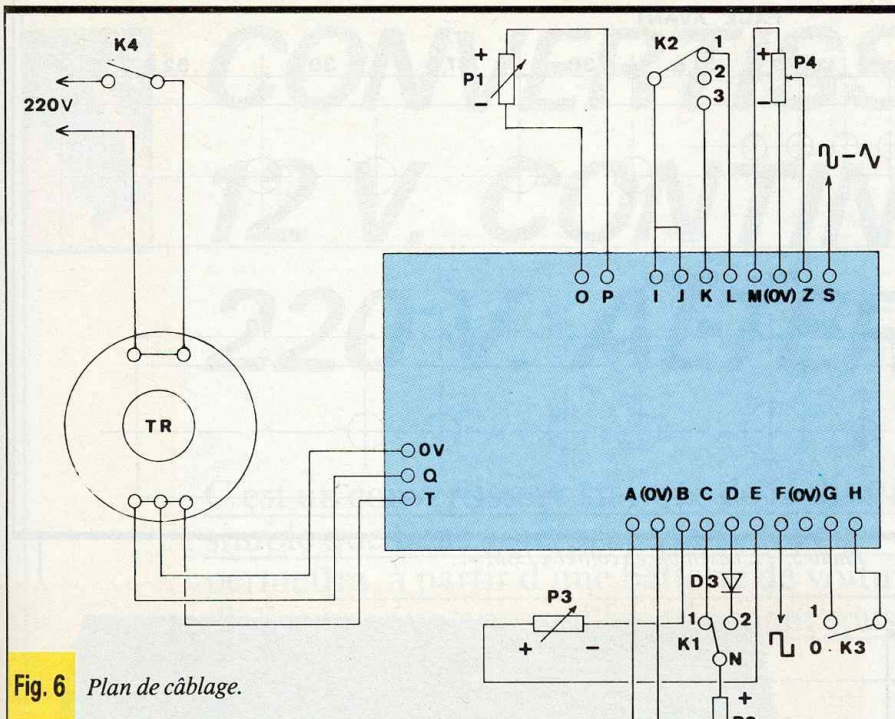 K4
220V
+
P1
−
K2
1
2
3
+
P4
−
O P I J K L M(0V) Z S
TR
0V
Q
T
A(0V)B C D E F(0V)G H
D3
P3
+ −
1 2
K1
N
1
0 K3
+
Fig. 6 Plan de câblage.